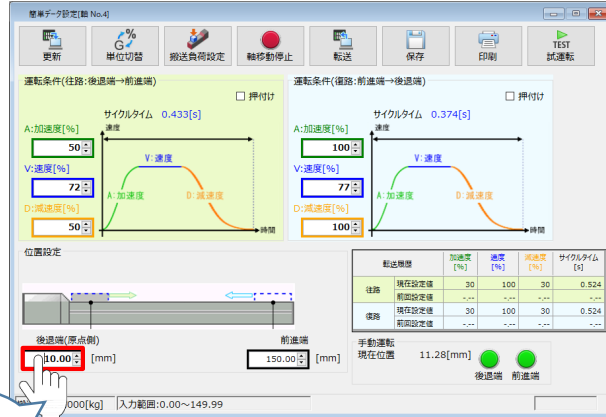 簡単データ設定[軸 No.4]
更新 単位切替 搬送負荷設定 軸移動停止 転送 保存 印刷 TEST 試運転
運転条件(往路:後退端→前進端)
押付け
サイクルタイム 0.433[s]
A:加速度[%]
50
V:速度[%]
72
D:減速度[%]
50
速度
V:速度
A:加速度
D:減速度
時間
運転条件(復路:前進端→後退端)
押付け
サイクルタイム 0.374[s]
A:加速度[%]
100
V:速度[%]
77
D:減速度[%]
100
速度
V:速度
A:加速度
D:減速度
時間
位置設定
後退端(原点側)
10.00 [mm]
前進端
150.00 [mm]
転送履歴 加速度[%] 速度[%] 減速度[%] サイクルタイム[s]
往路 現在設定値 30 100 30 0.524
前回設定値 -.-- -.-- -.-- -.--
復路 現在設定値 30 100 30 0.524
前回設定値 -.-- -.-- -.-- -.--
手動運転
現在位置 11.28[mm]
後退端 前進端
000[kg] 入力範囲:0.00~149.99